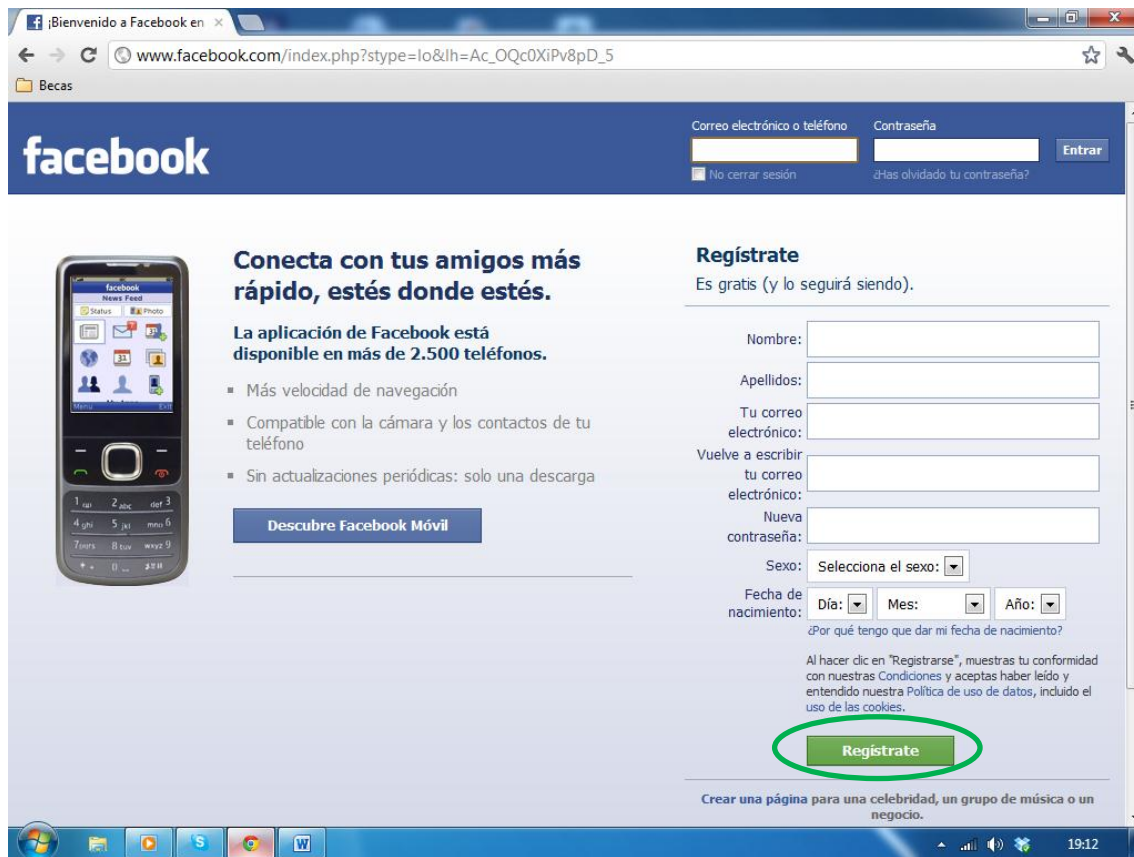 ¡Bienvenido a Facebook en
www.facebook.com/index.php?stype=lo&lh=Ac_OQc0XiPv8pD_5
Becas
facebook
Correo electrónico o teléfono
Contraseña
Entrar
No cerrar sesión
¿Has olvidado tu contraseña?
facebook
News Feed
Status
Photo
Menu
Exit
Conecta con tus amigos más
rápido, estés donde estés.
La aplicación de Facebook está
disponible en más de 2.500 teléfonos.
Más velocidad de navegación
Compatible con la cámara y los contactos de tu
teléfono
Sin actualizaciones periódicas: solo una descarga
Descubre Facebook Móvil
Regístrate
Es gratis (y lo seguirá siendo).
Nombre:
Apellidos:
Tu correo
electrónico:
Vuelve a escribir
tu correo
electrónico:
Nueva
contraseña:
Sexo: Selecciona el sexo:
Fecha de
nacimiento:
Día: Mes: Año:
¿Por qué tengo que dar mi fecha de nacimiento?
Al hacer clic en "Registrarse", muestras tu conformidad
con nuestras Condiciones y aceptas haber leído y
entendido nuestra Política de uso de datos, incluido el
uso de las cookies.
Regístrate
Crear una página para una celebridad, un grupo de música o un
negocio.
19:12